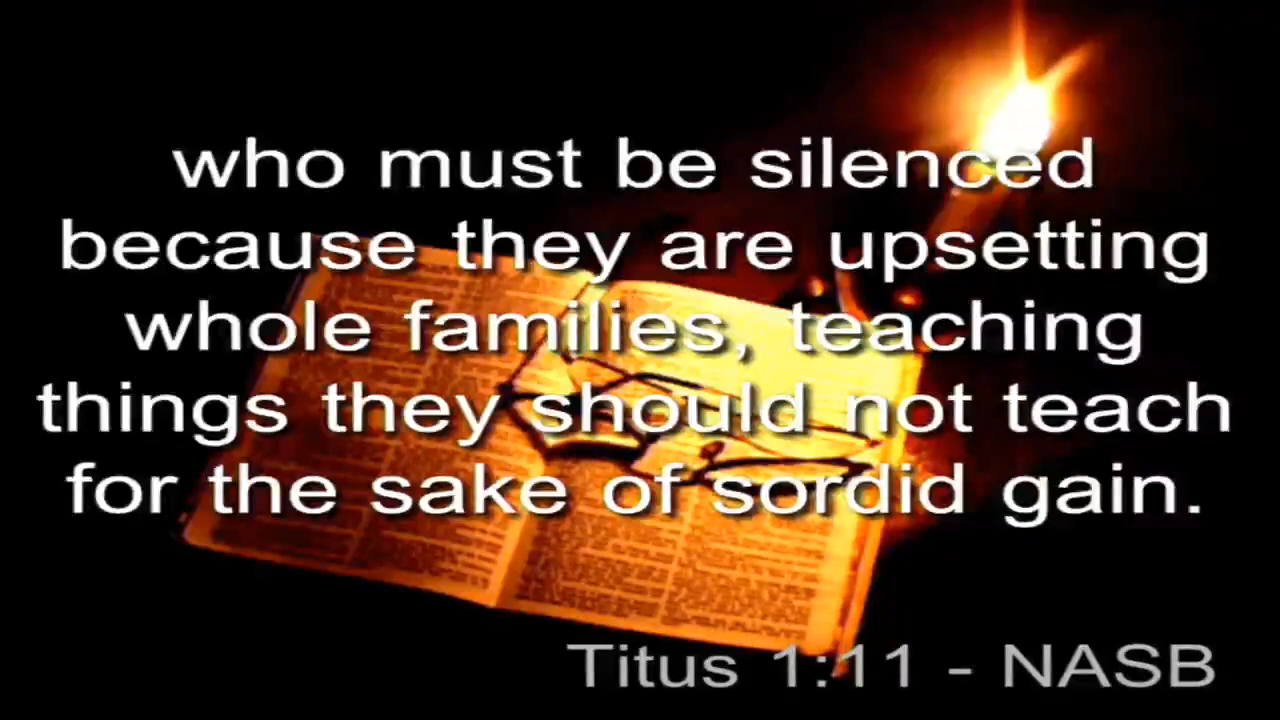 who must be silenced
because they are upsetting
whole families, teaching
things they should not teach
for the sake of sordid gain.
Titus 1:11 - NASB